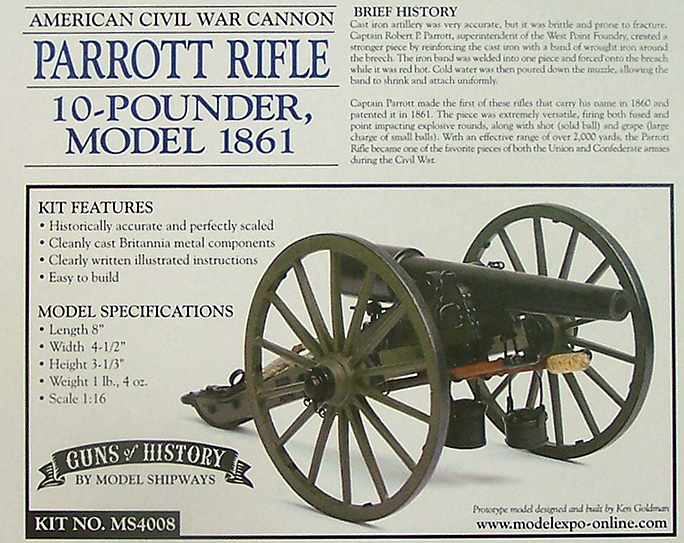 AMERICAN CIVIL WAR CANNON
PARROTT RIFLE
10-POUNDER,
MODEL 1861
BRIEF HISTORY
Cast iron artillery was very accurate, but it was brittle and prone to fracture.
Captain Robert P. Parrott, superintendent of the West Point Foundry, created a
stronger piece by reinforcing the cast iron with a band of wrought iron around
the breech. The iron band was welded into one piece and forced onto the breach
while it was red hot. Cold water was then poured down the muzzle, allowing the
band to shrink and attach uniformly.
Captain Parrott made the first of these rifles that carry his name in 1860 and
patented it in 1861. The piece was extremely versatile, firing both fused and
point impacting explosive rounds, along with shot (solid ball) and grape (large
charge of small balls). With an effective range of over 2,000 yards, the Parrott
Rifle became one of the favorite pieces of both the Union and Confederate armies
during the Civil War.
KIT FEATURES
• Historically accurate and perfectly scaled
• Cleanly cast Britannia metal components
• Clearly written illustrated instructions
• Easy to build
MODEL SPECIFICATIONS
• Length 8"
• Width 4-1/2"
• Height 3-1/3"
• Weight 1 lb., 4 oz.
• Scale 1:16
GUNS of HISTORY
BY MODEL SHIPWAYS
KIT NO. MS4008
Prototype model designed and built by Ken Goldman
www.modelexpo-online.com